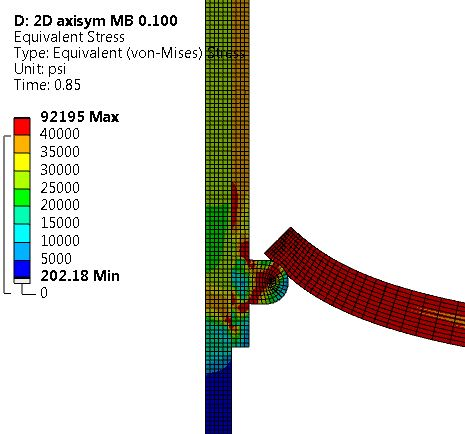 D: 2D axisym MB 0.100
Equivalent Stress
Type: Equivalent (von-Mises) Stress
Unit: psi
Time: 0.85
92195 Max
40000
35000
30000
25000
20000
15000
10000
5000
202.18 Min
0